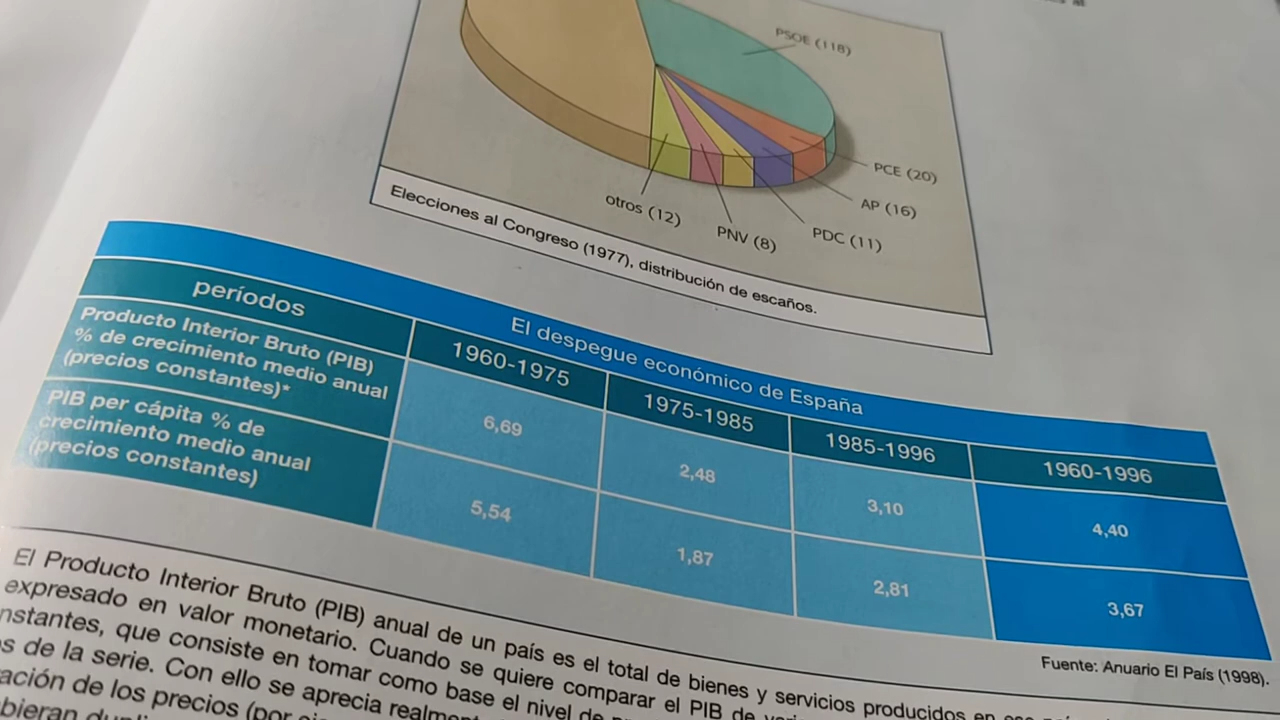 PSOE (118)
PCE (20)
AP (16)
PDC (11)
PNV (8)
otros (12)
Elecciones al Congreso (1977), distribución de escaños.
El despegue económico de España
períodos
1960-1975
1975-1985
1985-1996
1960-1996
Producto Interior Bruto (PIB)
% de crecimiento medio anual
(precios constantes)*
6,69
2,48
3,10
4,40
PIB per cápita % de
crecimiento medio anual
(precios constantes)
5,54
1,87
2,81
3,67
Fuente: Anuario El País (1998).
El Producto Interior Bruto (PIB) anual de un país es el total de bienes y servicios producidos en ese
expresado en valor monetario. Cuando se quiere comparar el PIB de
nstantes, que consiste en tomar como base el nivel de
s de la serie. Con ello se aprecia
ación de los precios (por
bieran